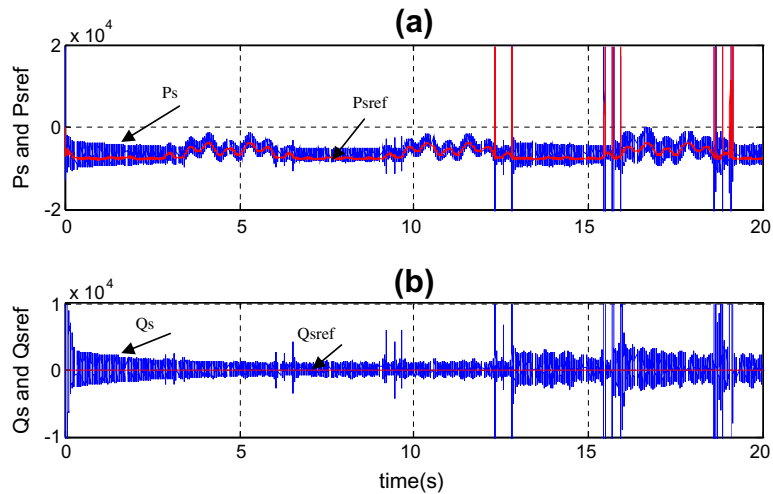 (a)
x 10^4
2
0
-2
Ps and Psref
Ps
Psref
0
5
10
15
20
(b)
x 10^4
1
0
-1
Qs and Qsref
Qs
Qsref
0
5
10
15
20
time(s)